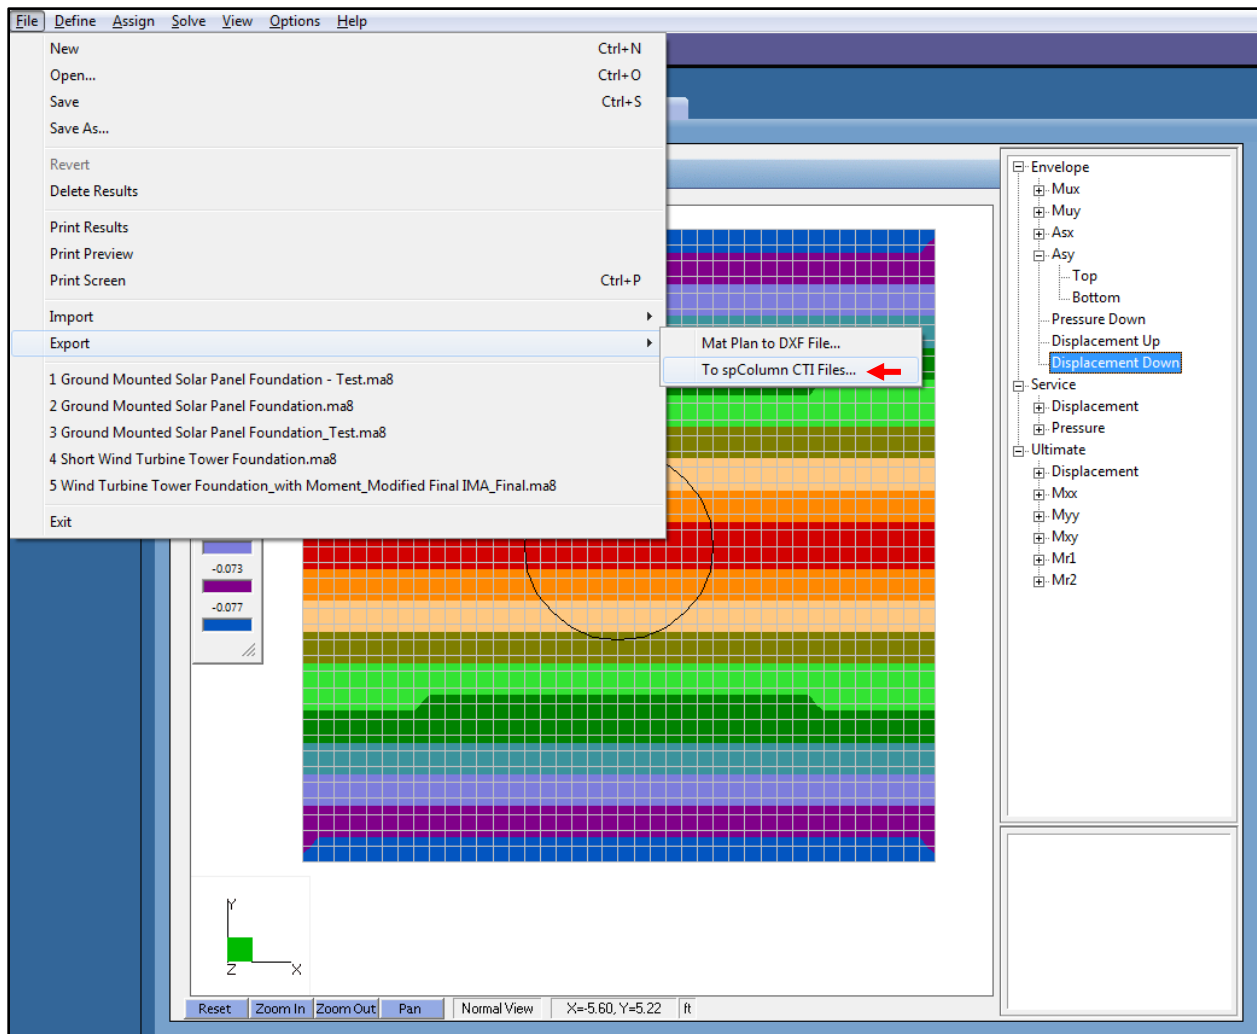 File Define Assign Solve View Options Help
New Ctrl+N
Open... Ctrl+O
Save Ctrl+S
Save As...
Revert
Delete Results
Print Results
Print Preview
Print Screen Ctrl+P
Import
Export
Mat Plan to DXF File...
To spColumn CTI Files...
1 Ground Mounted Solar Panel Foundation - Test.ma8
2 Ground Mounted Solar Panel Foundation.ma8
3 Ground Mounted Solar Panel Foundation_Test.ma8
4 Short Wind Turbine Tower Foundation.ma8
5 Wind Turbine Tower Foundation_with Moment_Modified Final IMA_Final.ma8
Exit
-0.073
-0.077
Envelope
Mux
Muy
Asx
Asy
Top
Bottom
Pressure Down
Displacement Up
Displacement Down
Service
Displacement
Pressure
Ultimate
Displacement
Mxx
Myy
Mxy
Mr1
Mr2
Y
Z X
Reset Zoom In Zoom Out Pan Normal View X=-5.60, Y=5.22 ft